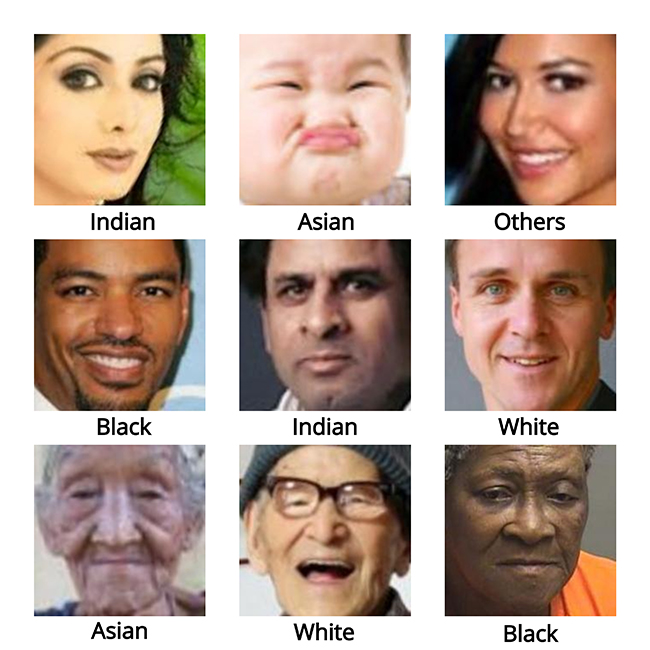 Indian
Asian
Others
Black
Indian
White
Asian
White
Black